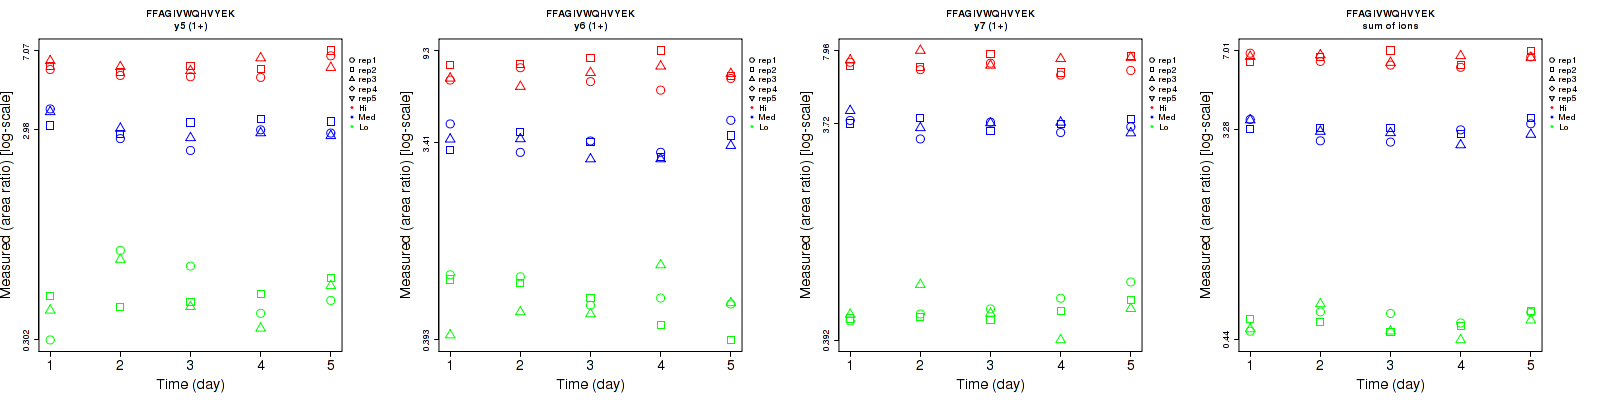 FFAGIVWQHVYEK
y5 (1+)
Measured (area ratio) [log-scale]
7.07
2.98
0.302
1 2 3 4 5
Time (day)
rep1
rep2
rep3
rep4
rep5
Hi
Med
Lo
FFAGIVWQHVYEK
y6 (1+)
Measured (area ratio) [log-scale]
9.3
3.41
0.393
1 2 3 4 5
Time (day)
rep1
rep2
rep3
rep4
rep5
Hi
Med
Lo
FFAGIVWQHVYEK
y7 (1+)
Measured (area ratio) [log-scale]
7.96
3.72
0.392
1 2 3 4 5
Time (day)
rep1
rep2
rep3
rep4
rep5
Hi
Med
Lo
FFAGIVWQHVYEK
sum of ions
Measured (area ratio) [log-scale]
7.01
3.28
0.44
1 2 3 4 5
Time (day)
rep1
rep2
rep3
rep4
rep5
Hi
Med
Lo